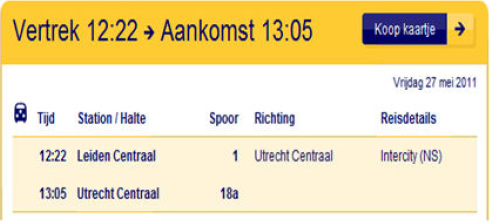 Vertrek 12:22 → Aankomst 13:05 Koop kaartje →
Vrijdag 27 mei 2011
Tijd Station / Halte Spoor Richting Reisdetails
12:22 Leiden Centraal 1 Utrecht Centraal Intercity (NS)
13:05 Utrecht Centraal 18a